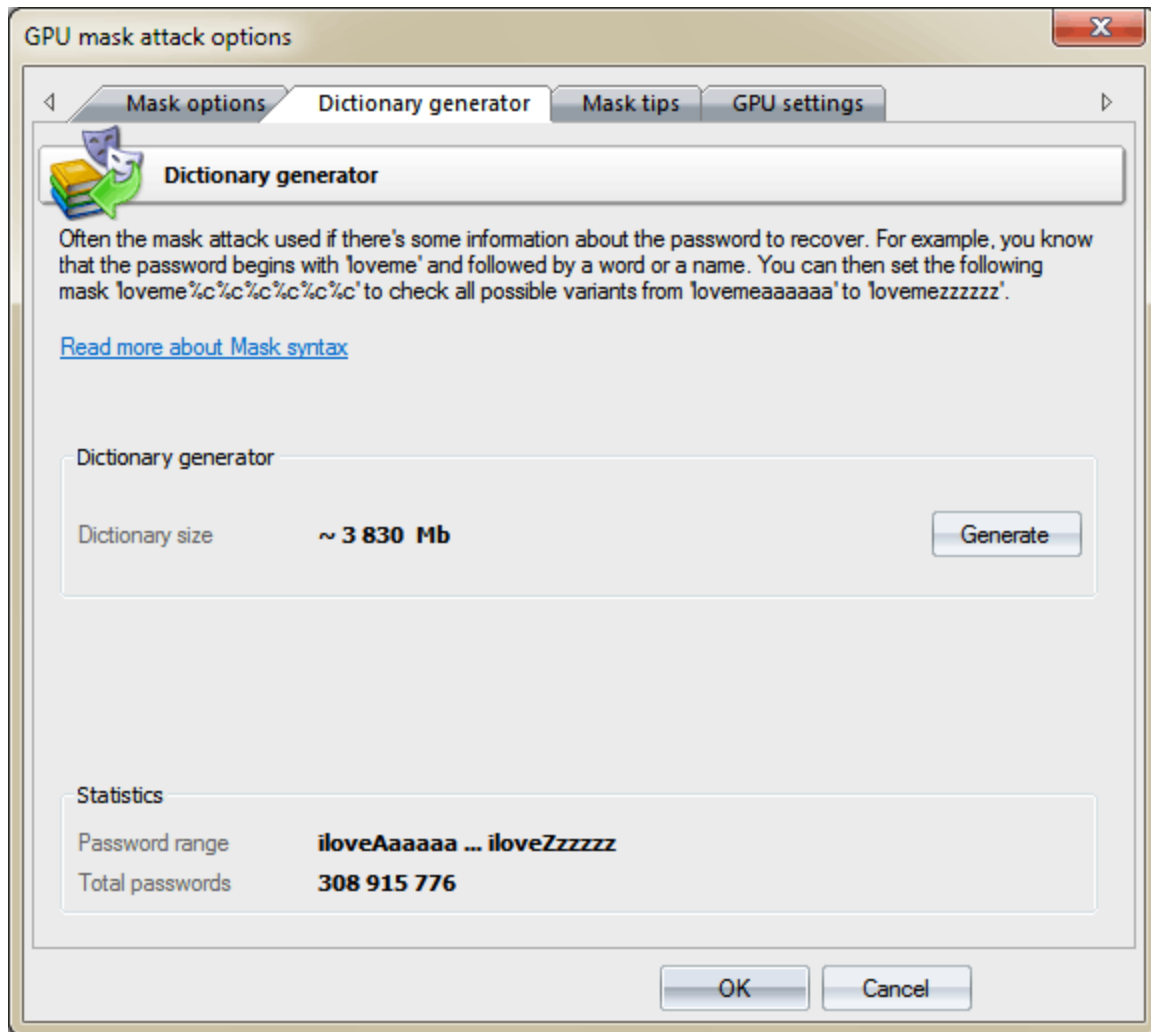 GPU mask attack options
Mask options
Dictionary generator
Mask tips
GPU settings
Dictionary generator
Often the mask attack used if there's some information about the password to recover. For example, you know
that the password begins with 'loveme' and followed by a word or a name. You can then set the following
mask 'loveme%c%c%c%c%c%c' to check all possible variants from 'lovemeaaaaaa' to 'lovemezzzzzz'.
Read more about Mask syntax
Dictionary generator
Dictionary size ~ 3 830 Mb
Generate
Statistics
Password range iloveAaaaaa ... iloveZzzzzz
Total passwords 308 915 776
OK
Cancel